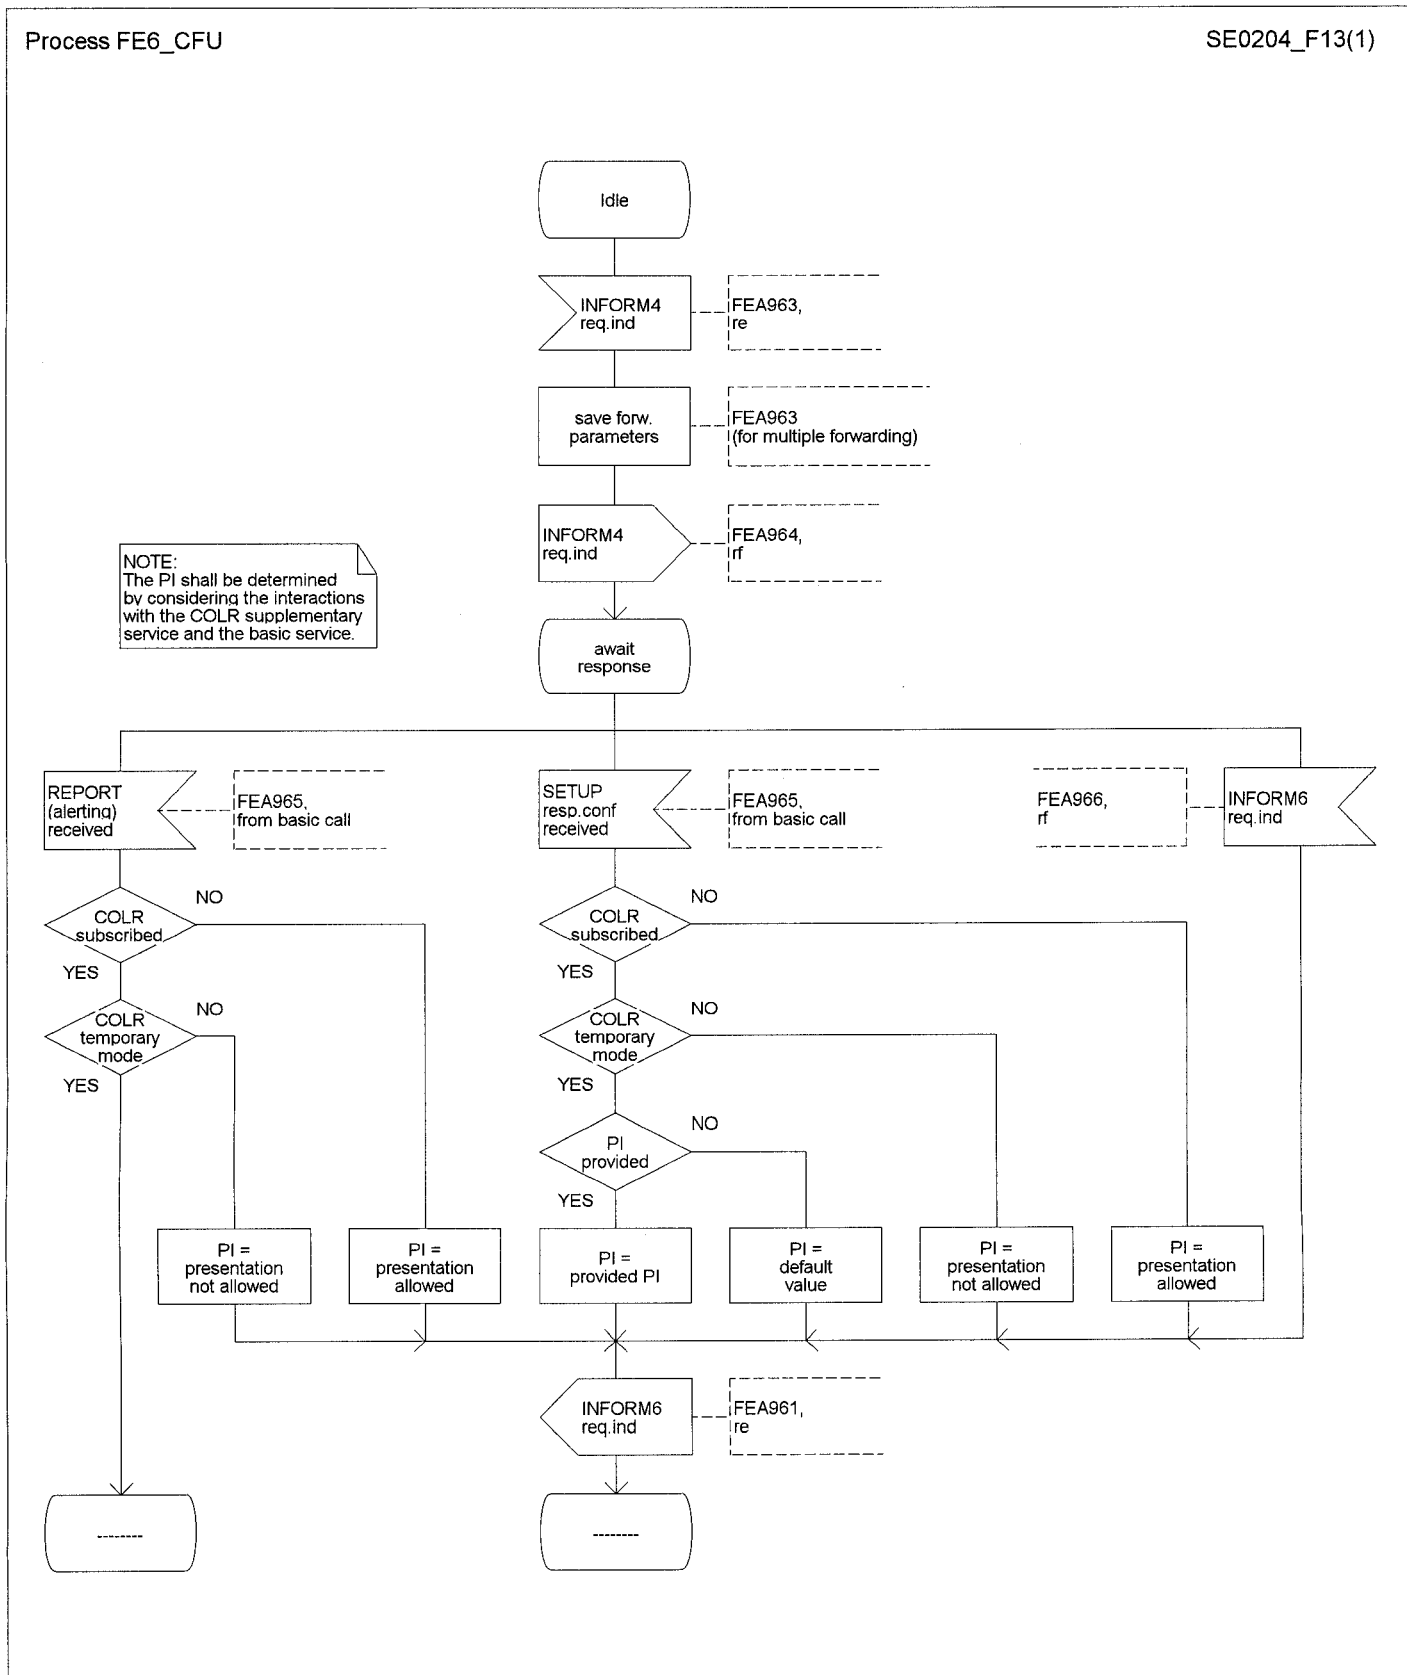 Process FE6_CFU
SE0204_F13(1)
Idle
INFORM4
req.ind
FEA963,
re
save forw.
parameters
FEA963
(for multiple forwarding)
INFORM4
req.ind
FEA964,
rf
NOTE:
The PI shall be determined
by considering the interactions
with the COLR supplementary
service and the basic service.
await
response
REPORT
(alerting)
received
FEA965,
from basic call
SETUP
resp.conf
received
FEA965,
from basic call
FEA966,
rf
INFORM6
req.ind
COLR
subscribed
NO
YES
COLR
subscribed
NO
YES
COLR
temporary
mode
NO
YES
COLR
temporary
mode
NO
YES
PI
provided
NO
YES
PI =
presentation
not allowed
PI =
presentation
allowed
PI =
provided PI
PI =
default
value
PI =
presentation
not allowed
PI =
presentation
allowed
INFORM6
req.ind
FEA961,
re
--------
--------